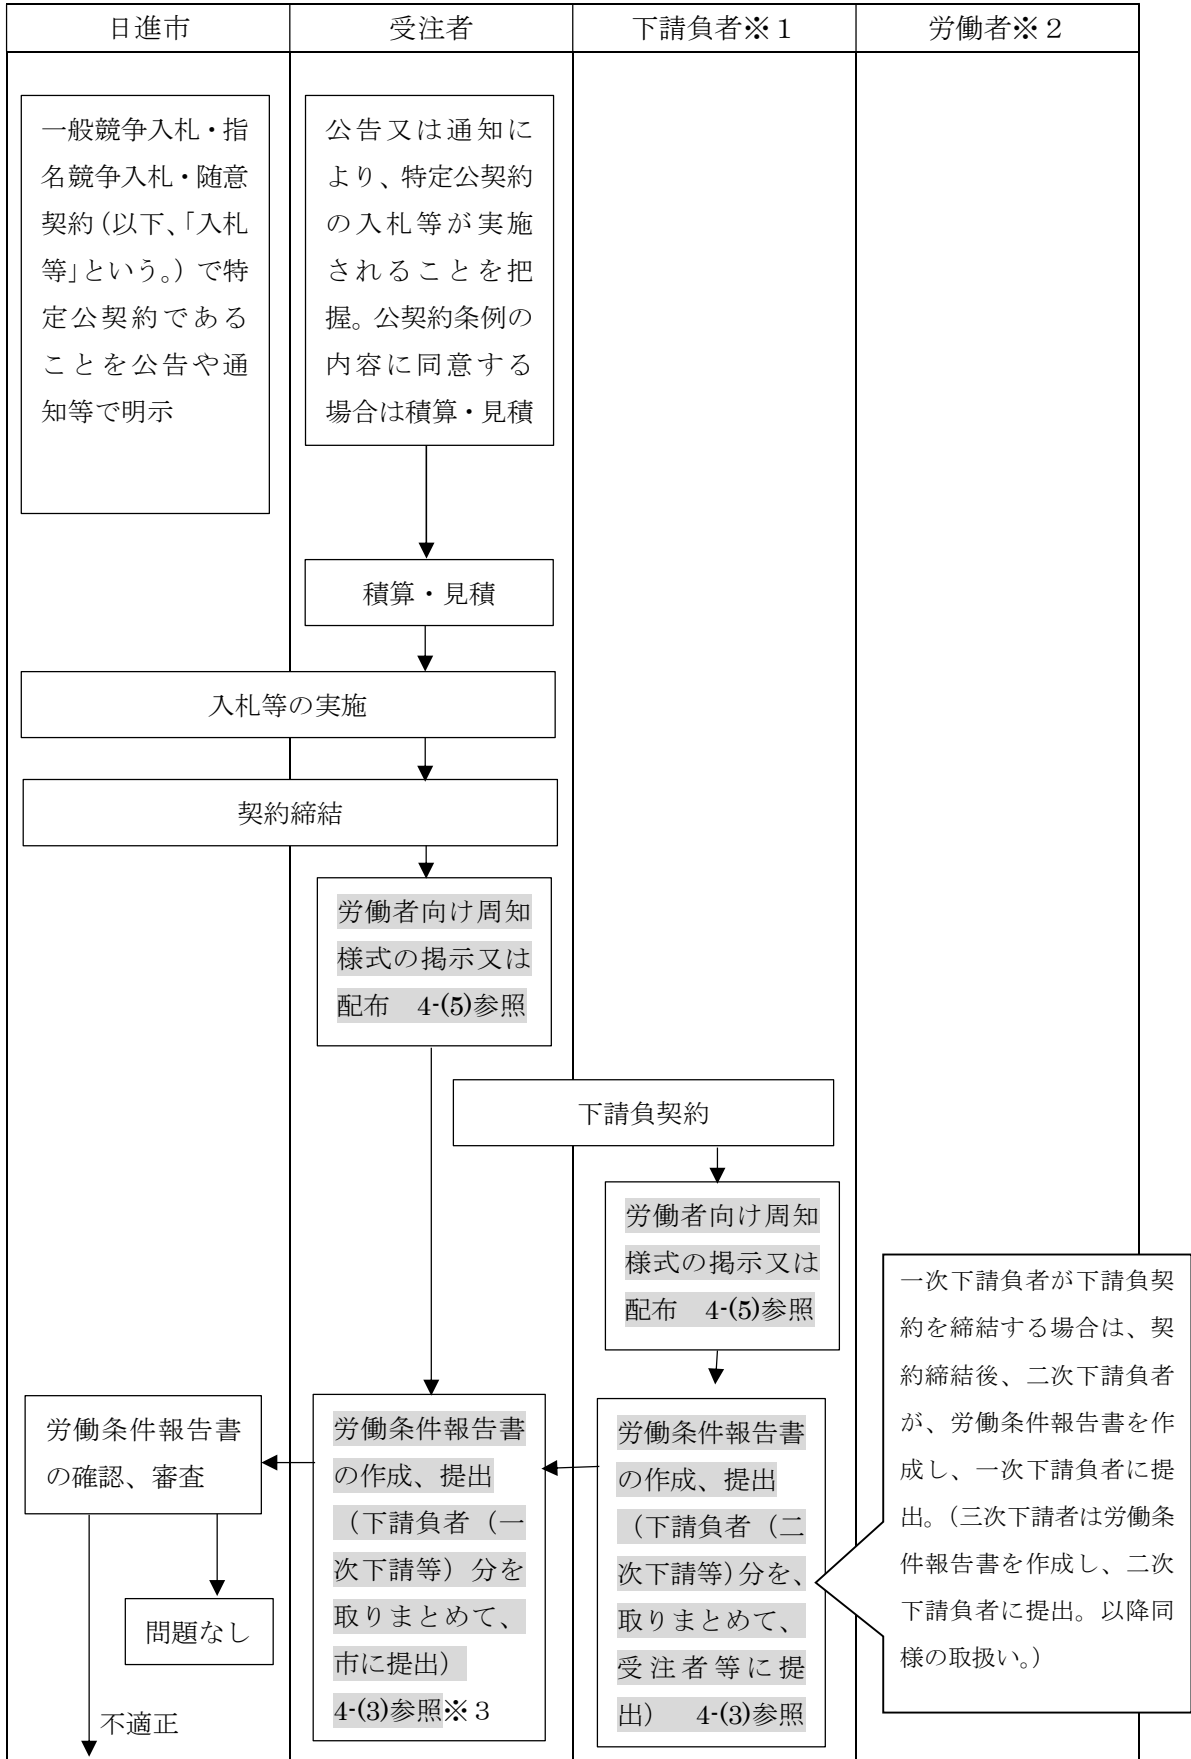 日進市
受注者
下請負者※1
労働者※2
一般競争入札・指
名競争入札・随意
契約(以下、「入札
等」という。)で特
定公契約である
ことを公告や通
知等で明示
公告又は通知に
より、特定公契約
の入札等が実施
されることを把
握。公契約条例の
内容に同意する
場合は積算・見積
積算・見積
入札等の実施
契約締結
労働者向け周知
様式の掲示又は
配布 4-(5)参照
下請負契約
労働者向け周知
様式の掲示又は
配布 4-(5)参照
一次下請負者が下請負契
約を締結する場合は、契
約締結後、二次下請負者
が、労働条件報告書を作
成し、一次下請負者に提
出。(三次下請者は労働条
件報告書を作成し、二次
下請負者に提出。以降同
様の取扱い。)
労働条件報告書
の作成、提出
(下請負者(二
次下請等)分を、
取りまとめて、
受注者等に提
出) 4-(3)参照
労働条件報告書
の作成、提出
(下請負者(一
次下請等)分を
取りまとめて、
市に提出)
4-(3)参照※3
労働条件報告書
の確認、審査
問題なし
不適正